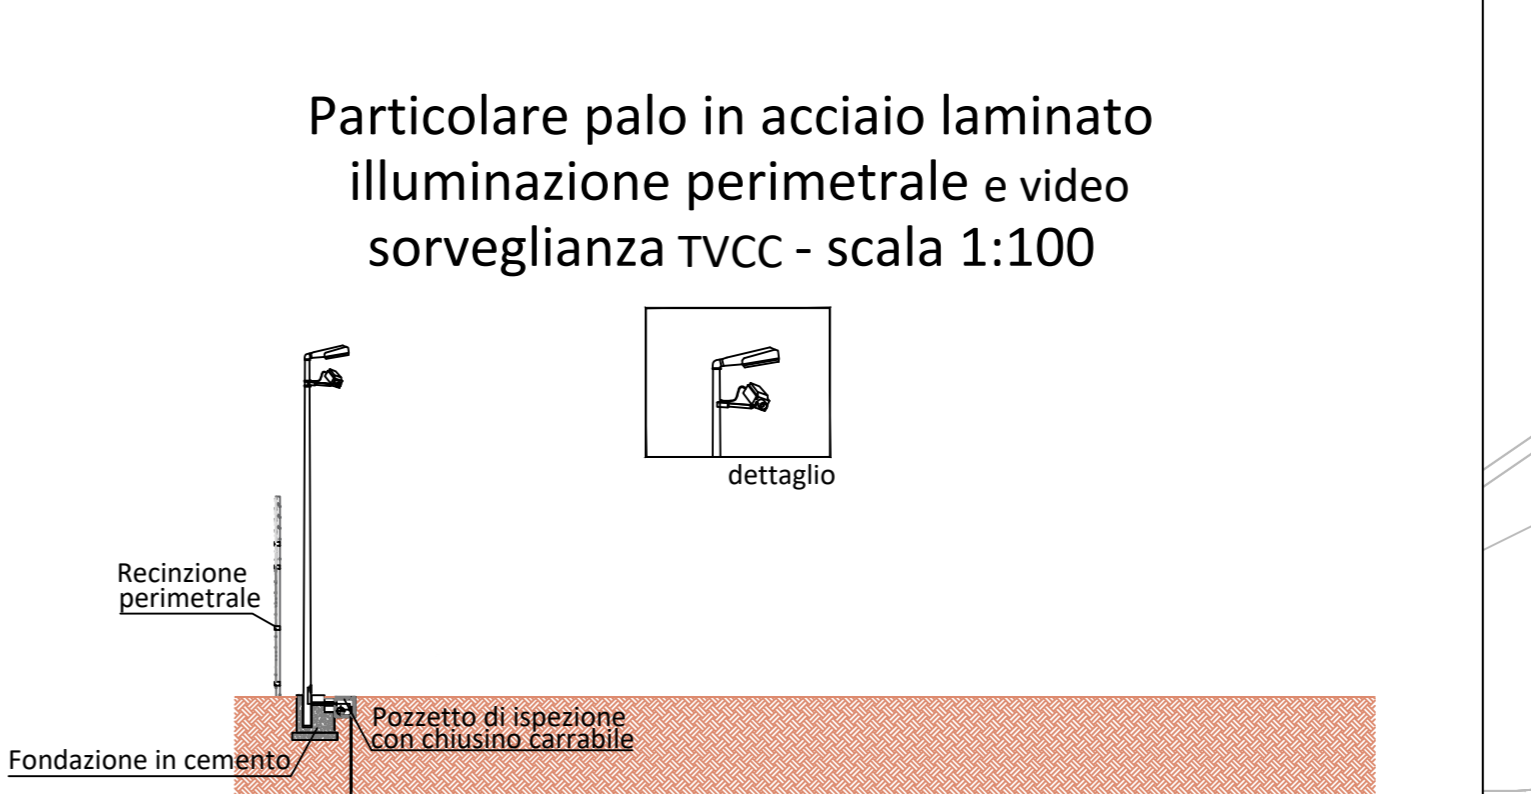 Particolare palo in acciaio laminato
illuminazione perimetrale e video
sorveglianza TVCC - scala 1:100
dettaglio
Recinzione
perimetrale
Pozzetto di ispezione
con chiusino carrabile
Fondazione in cemento